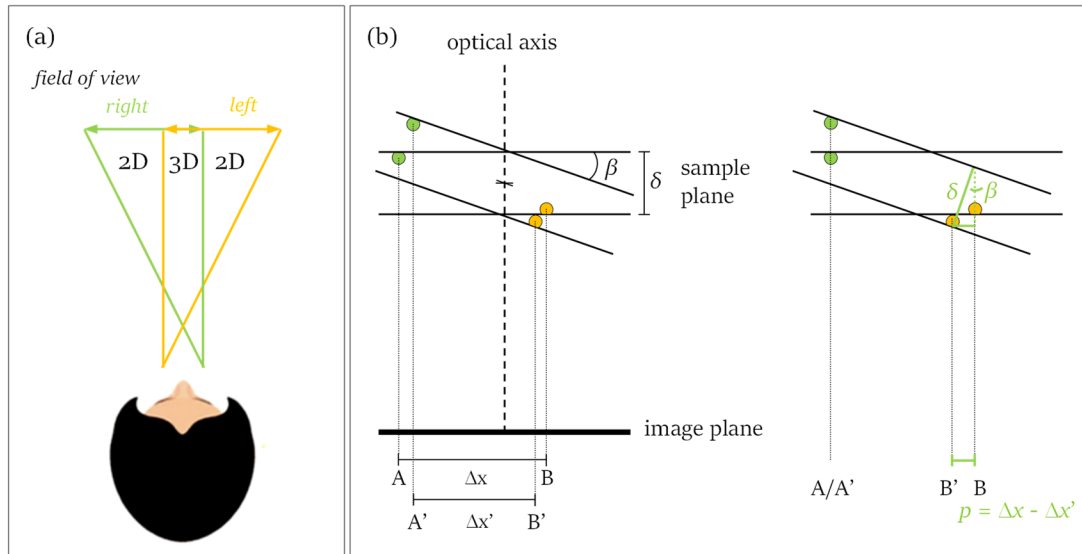 (a)
field of view
right
left
2D
3D
2D
(b)
optical axis
β
δ
sample
plane
image plane
A
Δx
B
A'
Δx'
B'
δ
β
A/A'
B'
B
p = Δx - Δx'